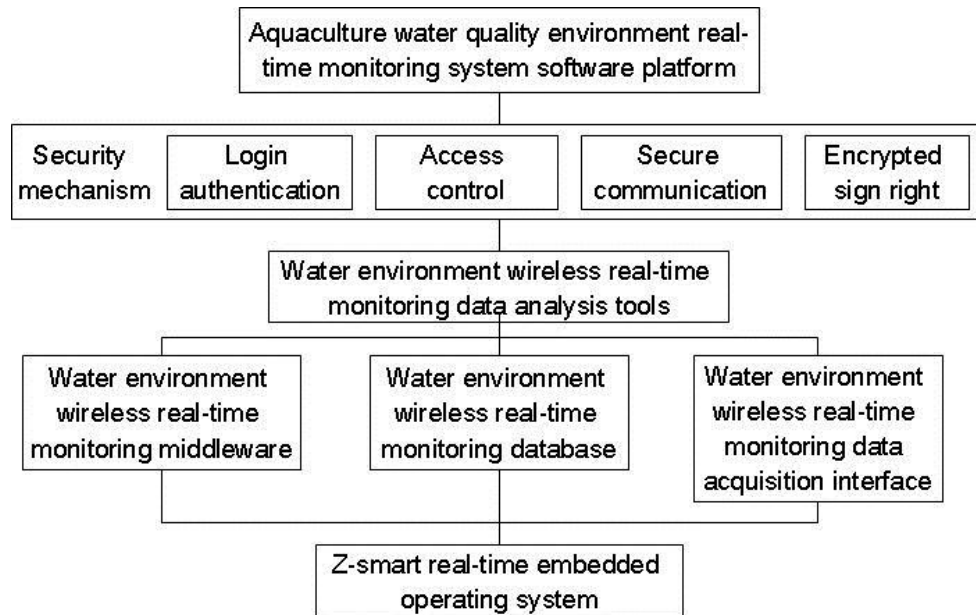 Aquaculture water quality environment real-
time monitoring system software platform
Security
mechanism
Login
authentication
Access
control
Secure
communication
Encrypted
sign right
Water environment wireless real-time
monitoring data analysis tools
Water environment
wireless real-time
monitoring middleware
Water environment
wireless real-time
monitoring database
Water environment
wireless real-time
monitoring data
acquisition interface
Z-smart real-time embedded
operating system